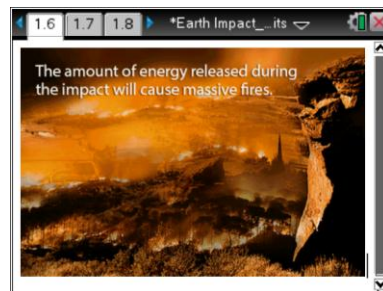 1.6 1.7 1.8 *Earth Impact_...its
The amount of energy released during
the impact will cause massive fires.